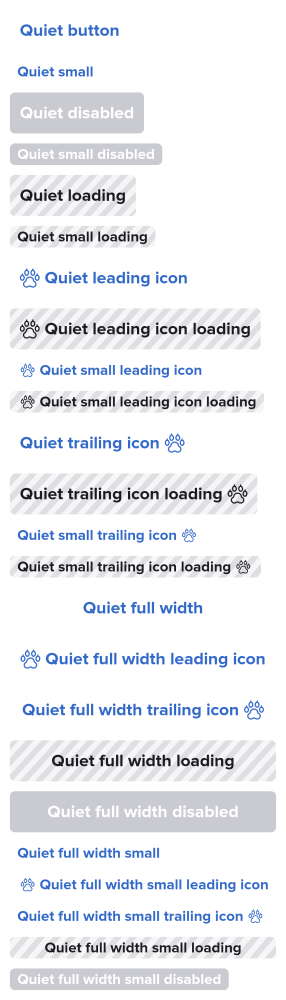 Quiet button
Quiet small
Quiet disabled
Quiet small disabled
Quiet loading
Quiet small loading
Quiet leading icon
Quiet leading icon loading
Quiet small leading icon
Quiet small leading icon loading
Quiet trailing icon
Quiet trailing icon loading
Quiet small trailing icon
Quiet small trailing icon loading
Quiet full width
Quiet full width leading icon
Quiet full width trailing icon
Quiet full width loading
Quiet full width disabled
Quiet full width small
Quiet full width small leading icon
Quiet full width small trailing icon
Quiet full width small loading
Quiet full width small disabled